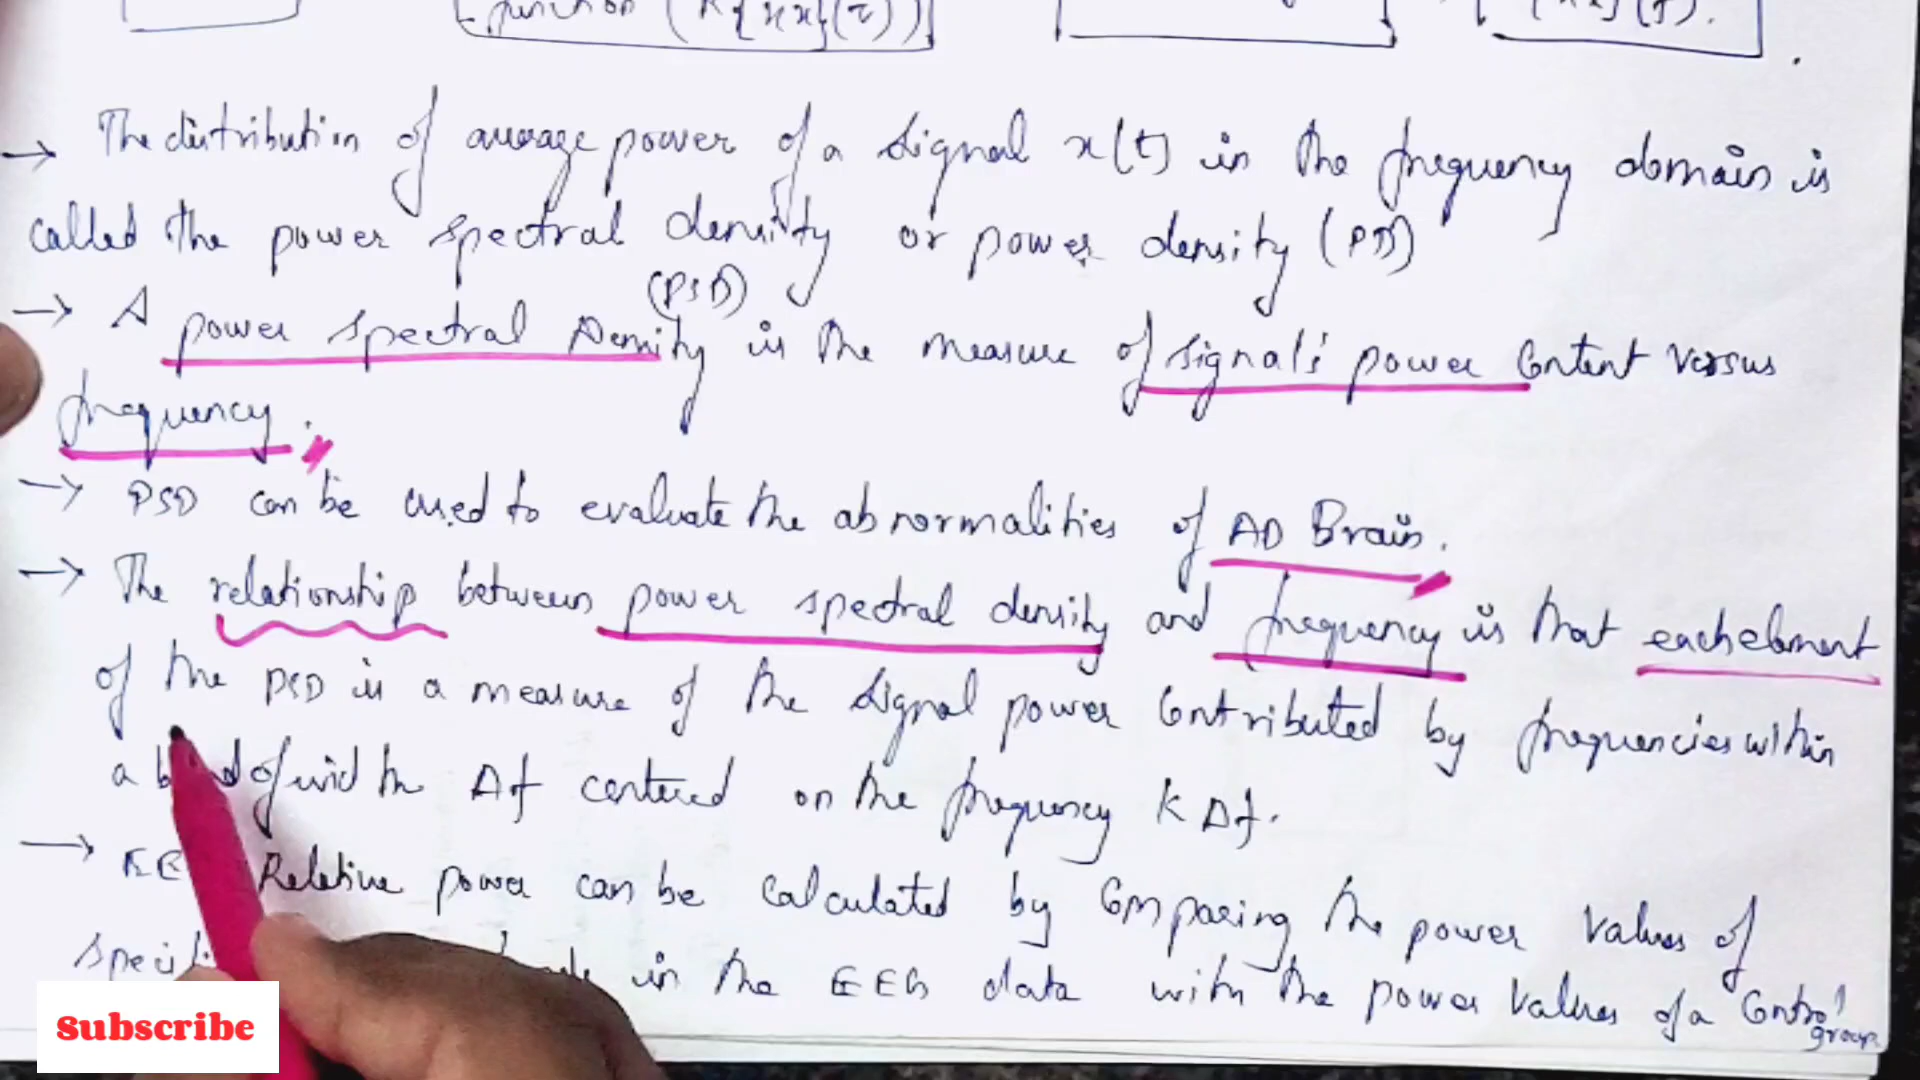 function (R{xx}(τ))
{xx}(f).
→ The distribution of average power of a signal x(t) in the frequency domain is
called the power spectral density or power density (PD)
(PSD)
→ A power spectral Density is the measure of signal's power Content versus
frequency.
→ PSD can be used to evaluate the abnormalities of AD Brain.
→ The relationship between power spectral density and frequency is that each element
of the PSD is a measure of the signal power Contributed by frequencies within
a band of width Δf centered on the frequency K Δf.
→ Relative power can be Calculated by Comparing the power values of
in the EEG data with the power values of a Control
group
Subscribe